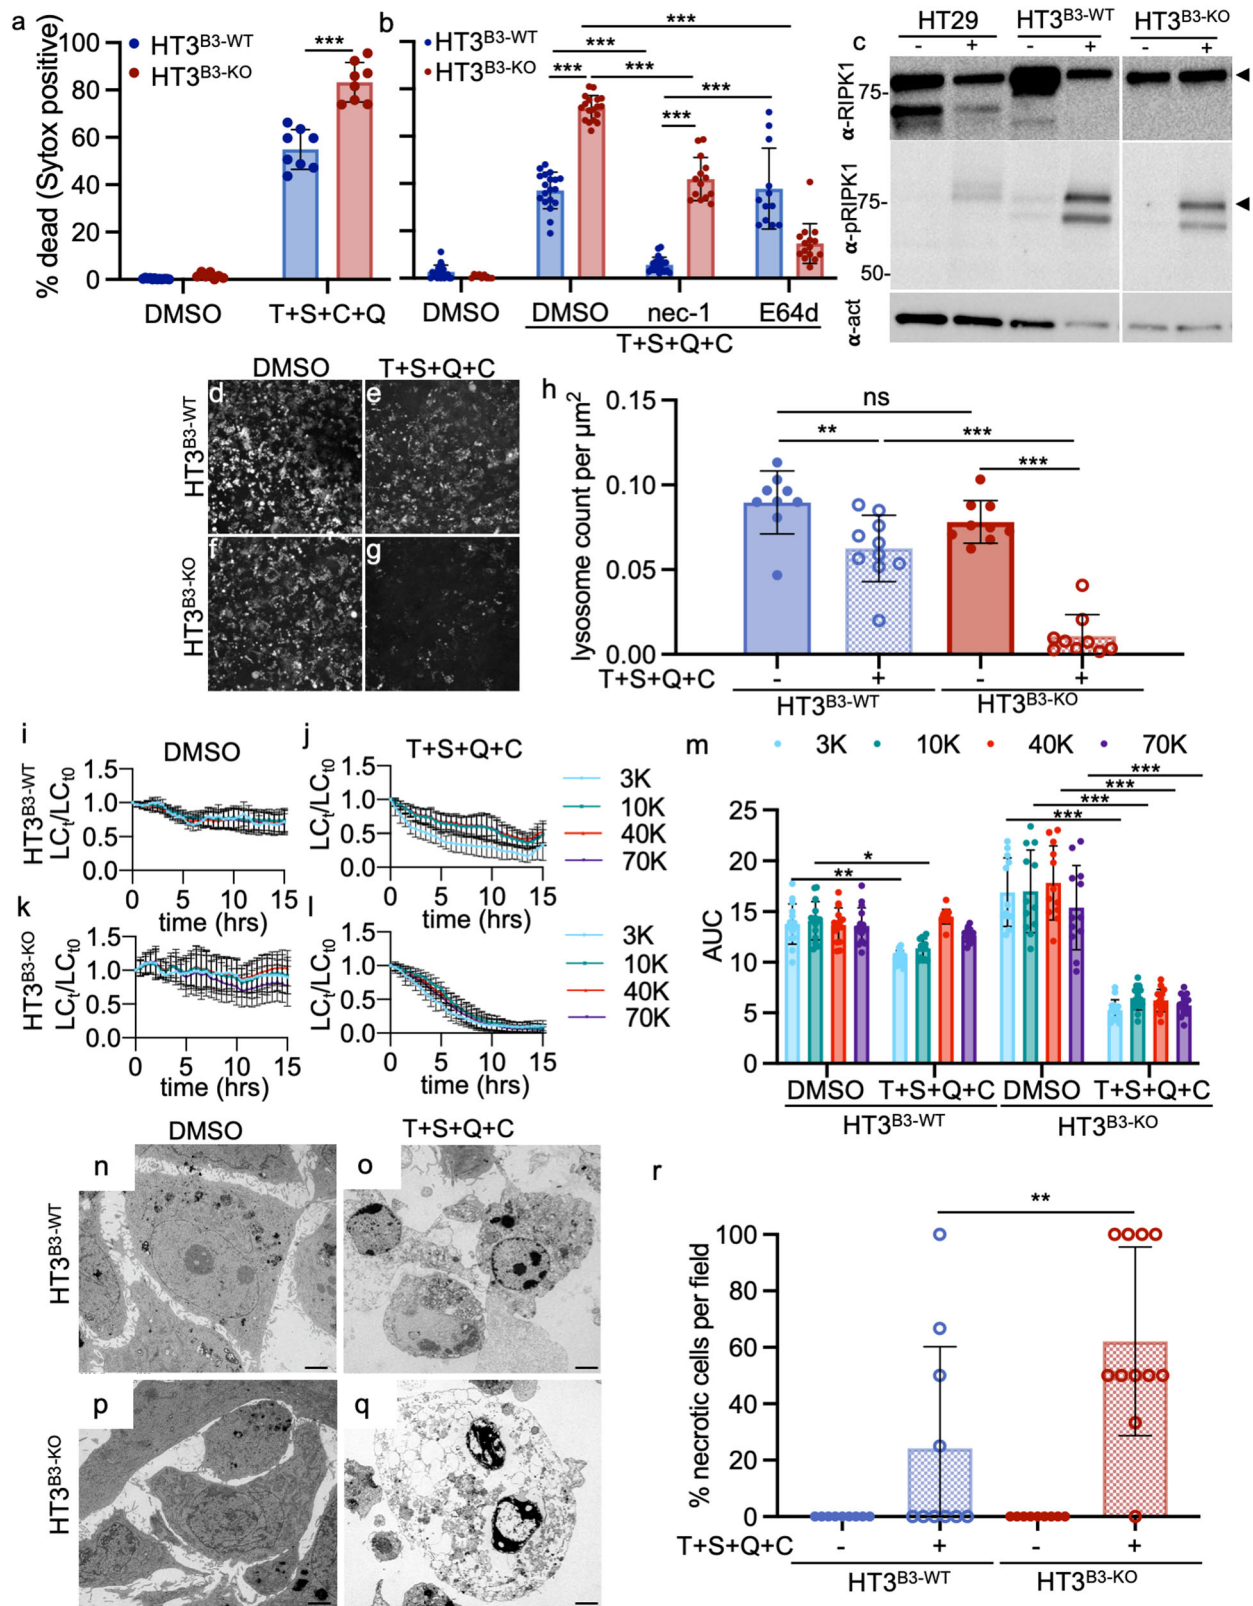 a
% dead (Sytox positive)
100
80
60
40
20
0
HT3B3-WT
HT3B3-KO
***
DMSO
T+S+C+Q
b
HT3B3-WT
HT3B3-KO
***
***
*** ***
***
***
DMSO
DMSO
nec-1
E64d
T+S+Q+C
c
HT29
HT3B3-WT
HT3B3-KO
- + - + - +
75-
α-RIPK1
75-
50-
α-pRIPK1
α-act
DMSO
T+S+Q+C
HT3B3-WT
HT3B3-KO
d
e
f
g
h
lysosome count per µm2
0.15
0.10
0.05
0.00
ns
**
***
***
T+S+Q+C
- + - +
HT3B3-WT
HT3B3-KO
i
DMSO
HT3B3-WT
LCt/LCt0
1.5
1.0
0.5
0.0
0 5 10 15
time (hrs)
j
T+S+Q+C
LCt/LCt0
1.5
1.0
0.5
0.0
0 5 10 15
time (hrs)
3K
10K
40K
70K
k
HT3B3-KO
LCt/LCt0
1.5
1.0
0.5
0.0
0 5 10 15
time (hrs)
l
LCt/LCt0
1.5
1.0
0.5
0
0 5 10 15
time (hrs)
3K
10K
40K
70K
m
3K
10K
40K
70K
AUC
25
20
15
10
5
0
*
**
***
***
***
***
DMSO
T+S+Q+C
DMSO
T+S+Q+C
HT3B3-WT
HT3B3-KO
DMSO
T+S+Q+C
HT3B3-WT
HT3B3-KO
n
o
p
q
r
% necrotic cells per field
100
80
60
40
20
0
**
T+S+Q+C
- + - +
HT3B3-WT
HT3B3-KO